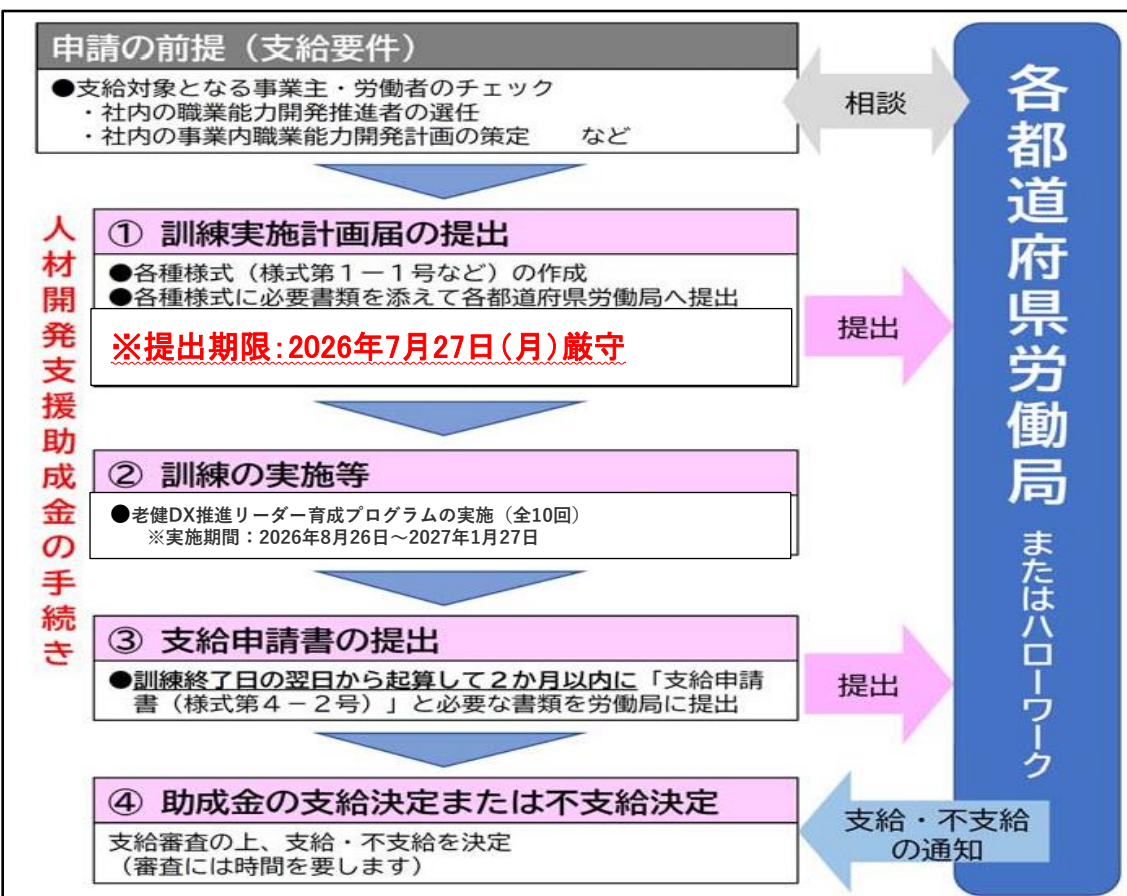 申請の前提（支給要件）
●支給対象となる事業主・労働者のチェック
・社内の職業能力開発推進者の選任
・社内の事業内職業能力開発計画の策定　　など
相談
各都道府県労働局またはハローワーク
人材開発支援助成金の手続き
① 訓練実施計画届の提出
●各種様式（様式第１－１号など）の作成
●各種様式に必要書類を添えて各都道府県労働局へ提出
※提出期限：2026年7月27日（月）厳守
提出
② 訓練の実施等
●老健DX推進リーダー育成プログラムの実施（全10回）
※実施期間：2026年8月26日～2027年1月27日
③ 支給申請書の提出
●訓練終了日の翌日から起算して２か月以内に「支給申請
書（様式第４－２号）」と必要な書類を労働局に提出
提出
④ 助成金の支給決定または不支給決定
支給審査の上、支給・不支給を決定
（審査には時間を要します）
支給・不支給
の通知